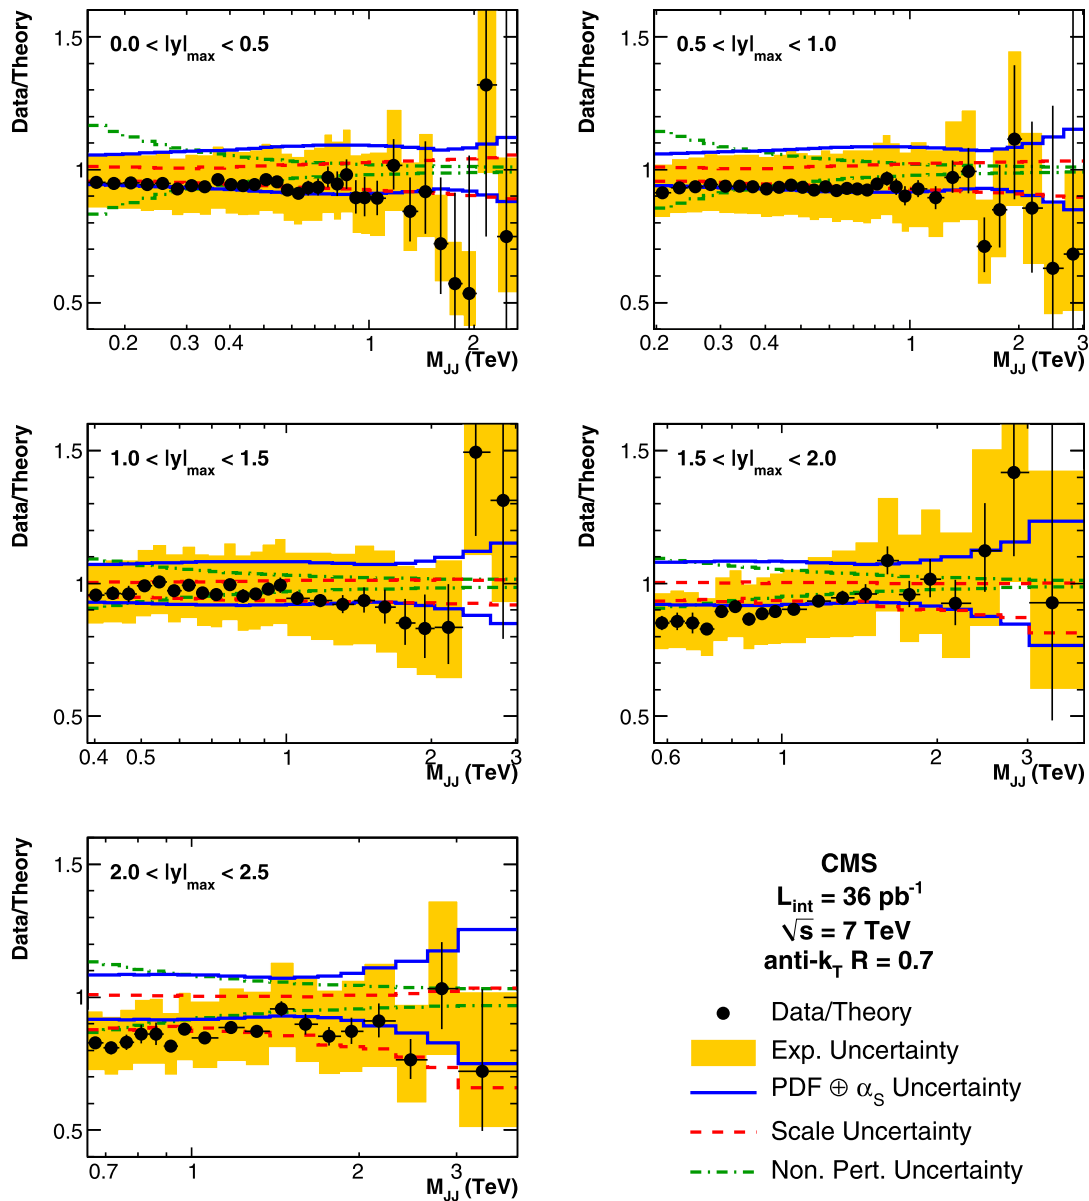 Data/Theory
0.0 < |y|max < 0.5
1.5
1
0.5
0.2 0.3 0.4 1 2
MJJ (TeV)
Data/Theory
0.5 < |y|max < 1.0
1.5
1
0.5
0.2 0.3 0.4 1 2 3
MJJ (TeV)
Data/Theory
1.0 < |y|max < 1.5
1.5
1
0.5
0.4 0.5 1 2 3
MJJ (TeV)
Data/Theory
1.5 < |y|max < 2.0
1.5
1
0.5
0.6 1 2 3
MJJ (TeV)
Data/Theory
2.0 < |y|max < 2.5
1.5
1
0.5
0.7 1 2 3
MJJ (TeV)
CMS
Lint = 36 pb-1
√s = 7 TeV
anti-kT R = 0.7
Data/Theory
Exp. Uncertainty
PDF ⊕ αS Uncertainty
Scale Uncertainty
Non. Pert. Uncertainty